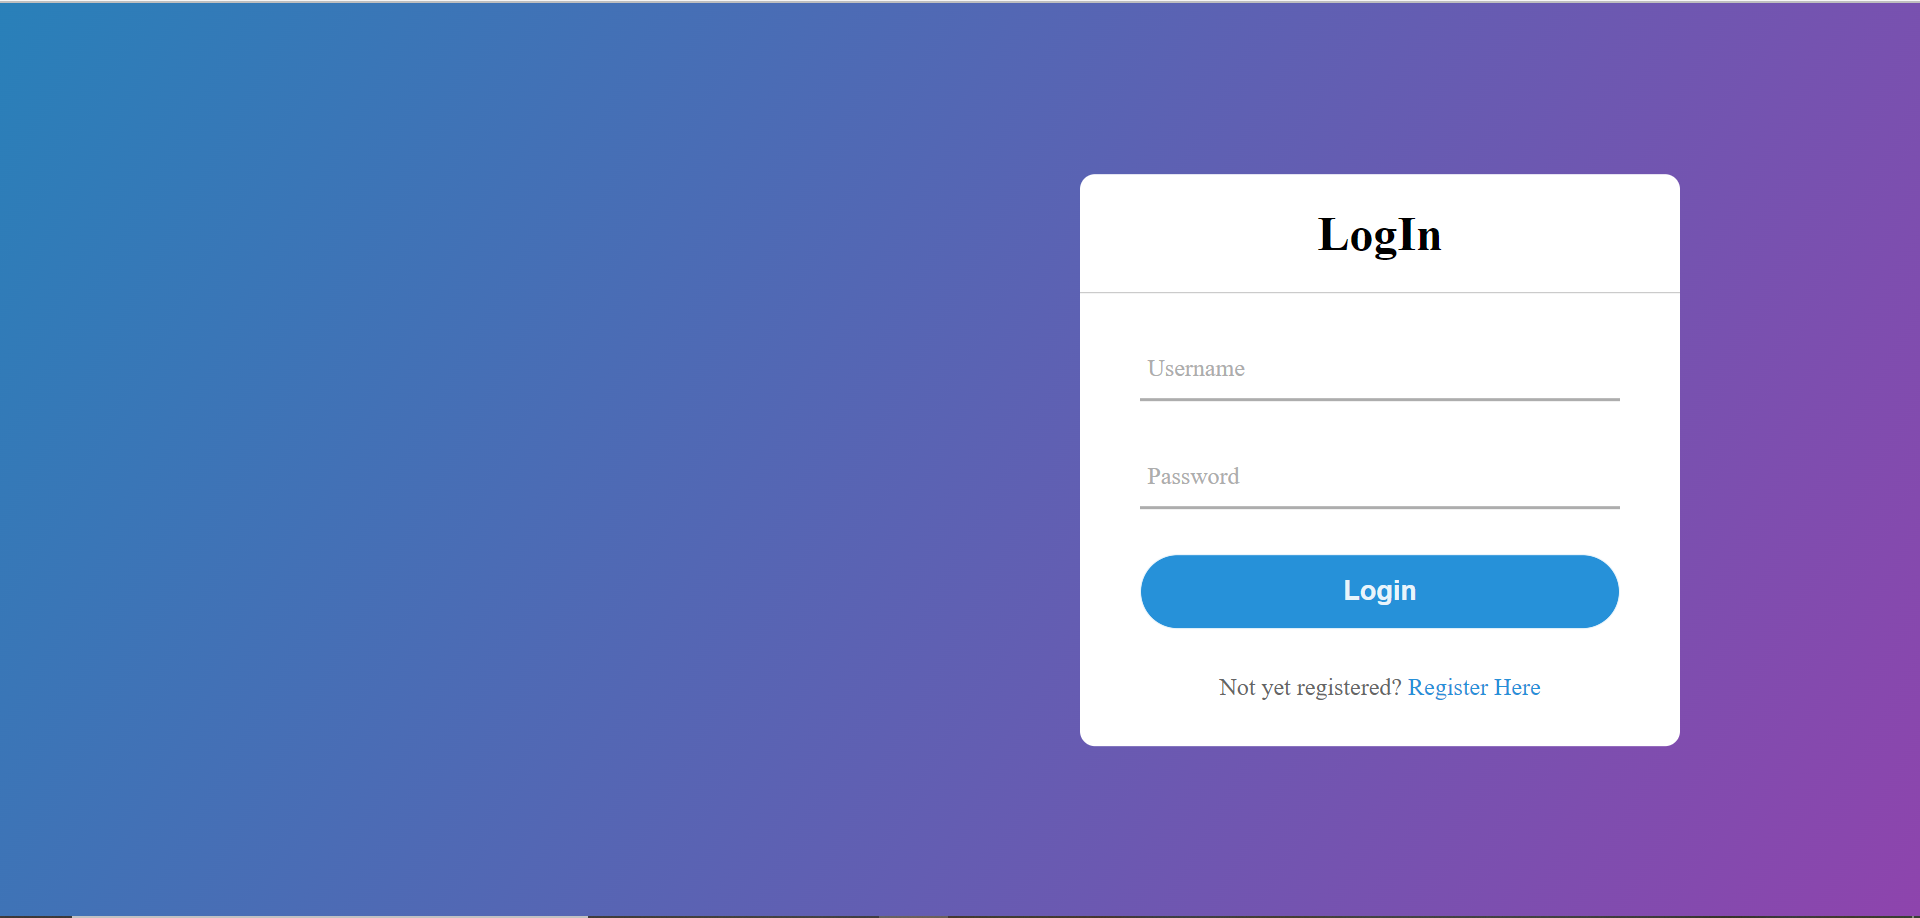 LogIn
Username
Password
Login
Not yet registered? Register Here